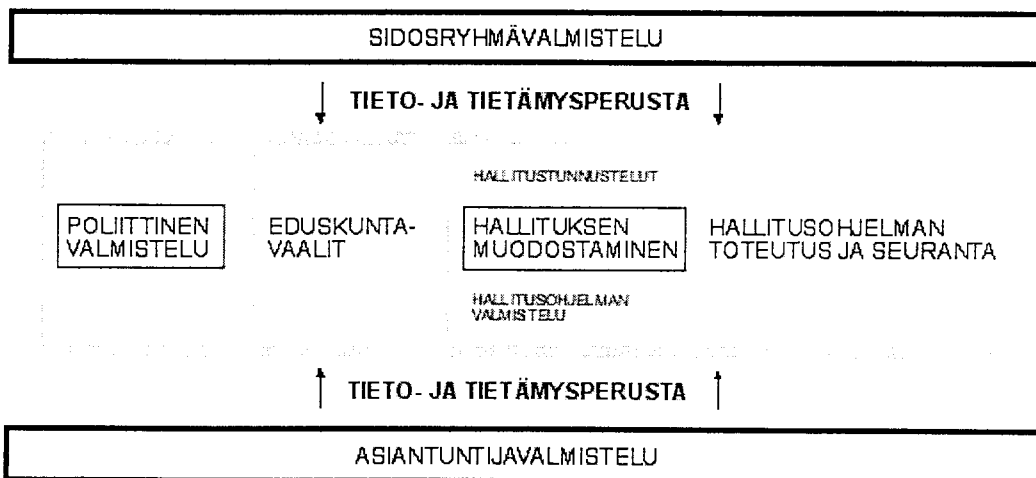 SIDOSRYHMÄVALMISTELU
TIETO- JA TIETÄMYSPERUSTA
HALLITUSTUNNUSTELUT
POLIITTINEN
VALMISTELU
EDUSKUNTA-
VAALIT
HALLITUKSEN
MUODOSTAMINEN
HALLITUSOHJELMAN
TOTEUTUS JA SEURANTA
HALLITUSOHJELMAN
VALMISTELU
TIETO- JA TIETÄMYSPERUSTA
ASIANTUNTIJAVALMISTELU